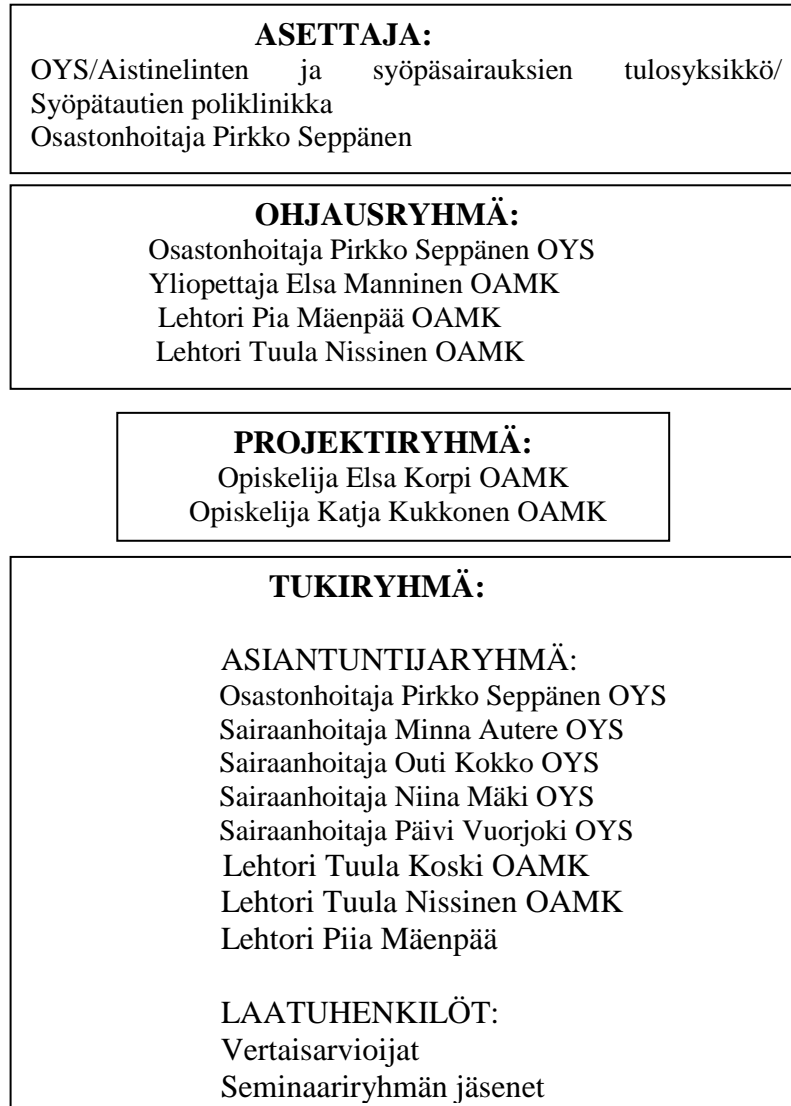 ASETTAJA:
OYS/Aistinelinten ja syöpäsairauksien tulosyksikkö/
Syöpätautien poliklinikka
Osastonhoitaja Pirkko Seppänen
OHJAUSRYHMÄ:
Osastonhoitaja Pirkko Seppänen OYS
Yliopettaja Elsa Manninen OAMK
Lehtori Pia Mäenpää OAMK
Lehtori Tuula Nissinen OAMK
PROJEKTIRYHMÄ:
Opiskelija Elsa Korpi OAMK
Opiskelija Katja Kukkonen OAMK
TUKIRYHMÄ:
ASIANTUNTIJARYHMÄ:
Osastonhoitaja Pirkko Seppänen OYS
Sairaanhoitaja Minna Autere OYS
Sairaanhoitaja Outi Kokko OYS
Sairaanhoitaja Niina Mäki OYS
Sairaanhoitaja Päivi Vuorjoki OYS
Lehtori Tuula Koski OAMK
Lehtori Tuula Nissinen OAMK
Lehtori Piia Mäenpää
LAATUHENKILÖT:
Vertaisarvioijat
Seminaariryhmän jäsenet